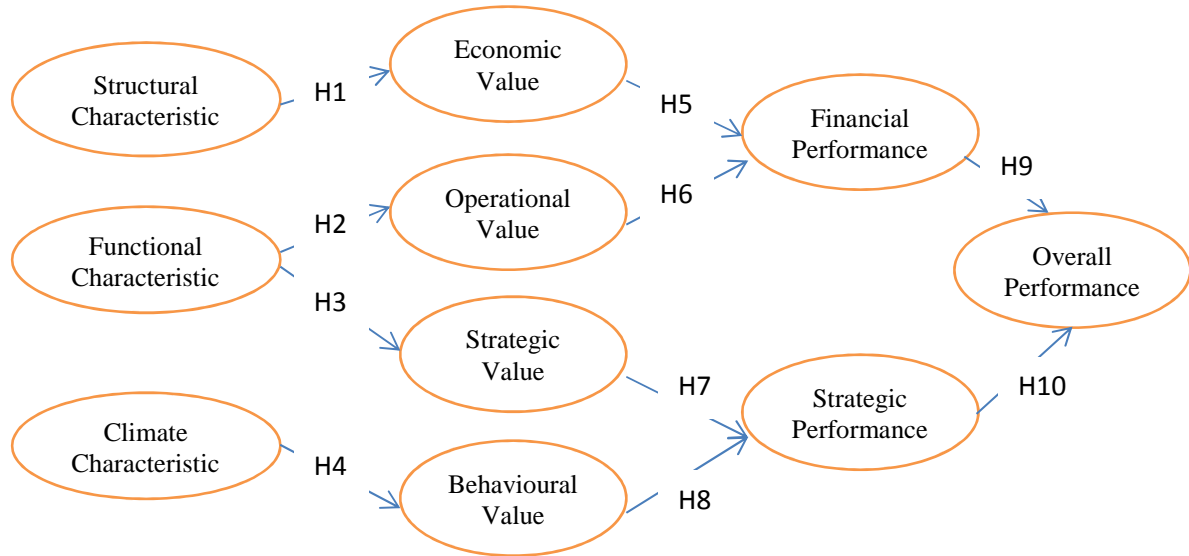 Structural
Characteristic
Functional
Characteristic
Climate
Characteristic
H1
H2
H3
H4
Economic
Value
Operational
Value
Strategic
Value
Behavioural
Value
H5
H6
H7
H8
Financial
Performance
Strategic
Performance
H9
H10
Overall
Performance